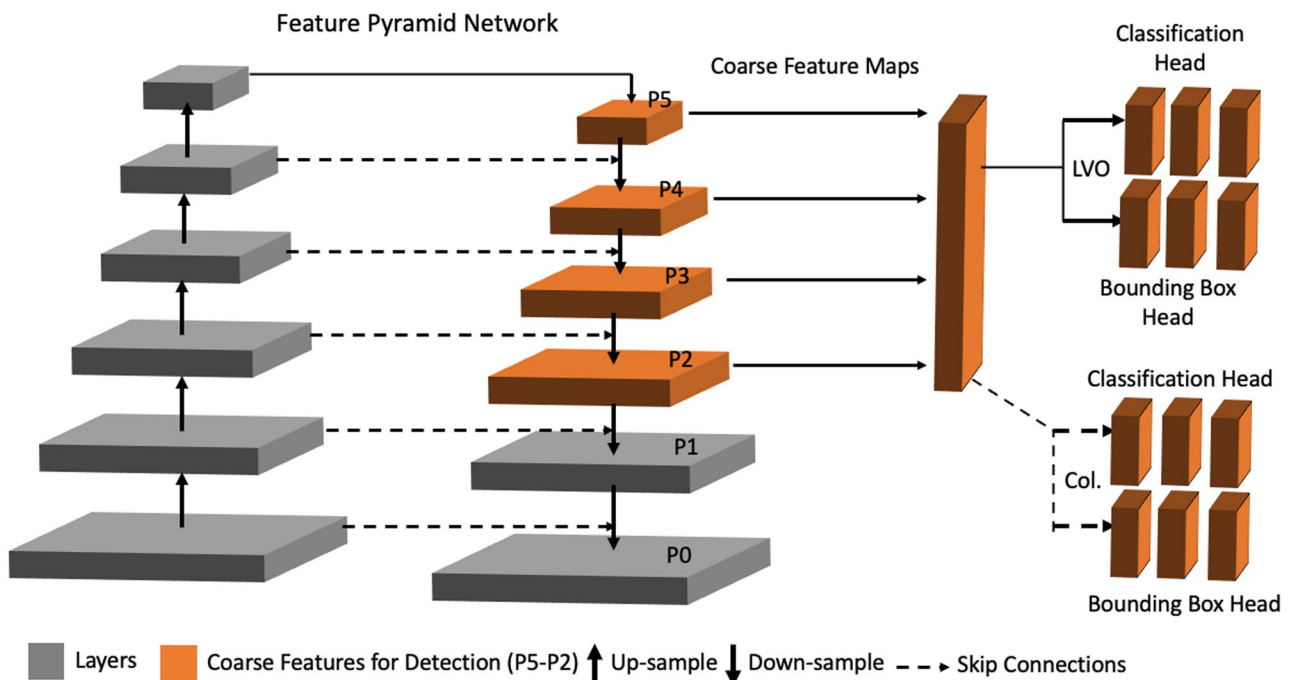 Feature Pyramid Network
Classification
Head
Coarse Feature Maps
P5
LVO
P4
P3
Bounding Box
Head
P2
Classification Head
P1
Col.
P0
Bounding Box Head
Layers
Coarse Features for Detection (P5-P2)
Up-sample
Down-sample
Skip Connections